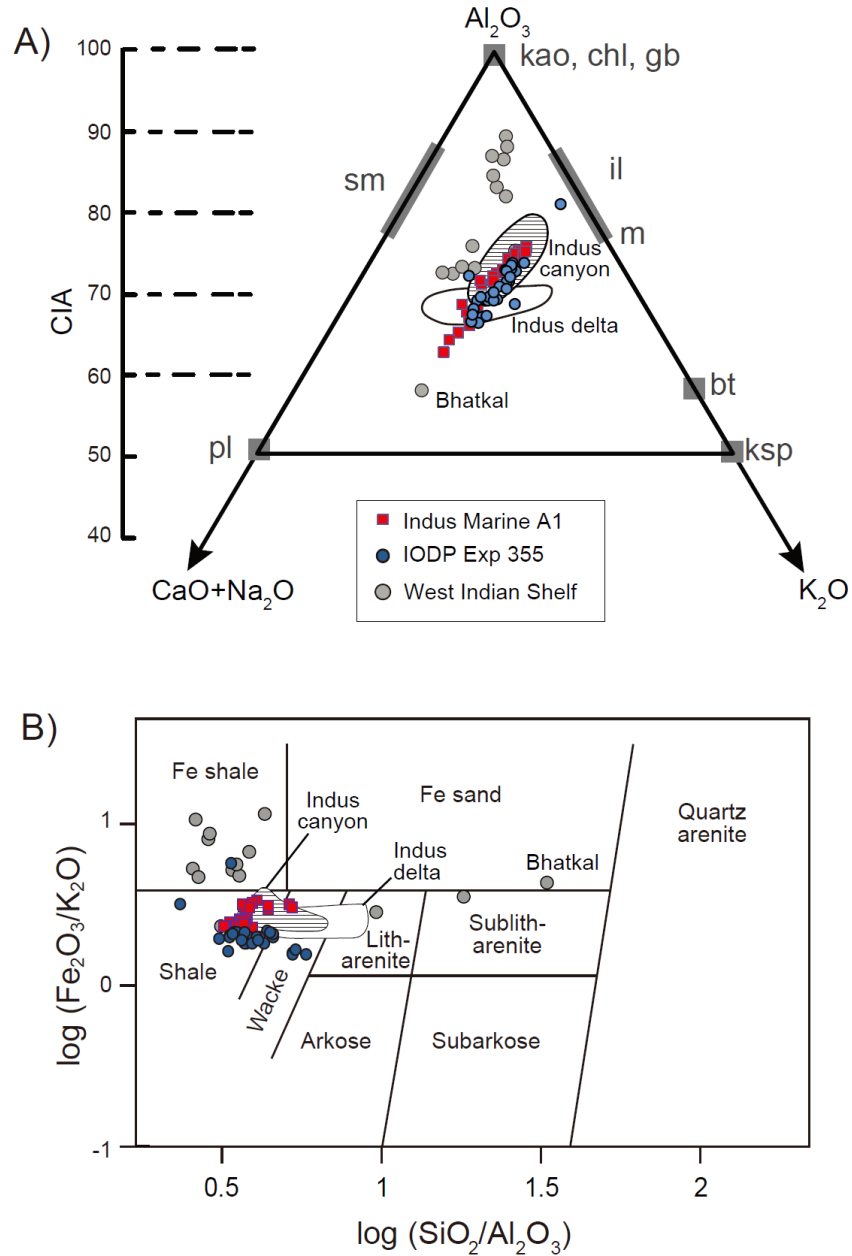 A)
Al₂O₃
100
kao, chl, gb
90
sm
il
80
m
Indus
canyon
CIA
70
Indus delta
60
bt
Bhatkal
pl
ksp
50
40
Indus Marine A1
IODP Exp 355
West Indian Shelf
CaO+Na₂O
K₂O
B)
Fe shale
Indus
canyon
Fe sand
Quartz
arenite
1
Indus
delta
Bhatkal
log (Fe₂O₃/K₂O)
Lith-
arenite
Sublith-
arenite
Shale
0
Wacke
Arkose
Subarkose
-1
0.5
1
1.5
2
log (SiO₂/Al₂O₃)